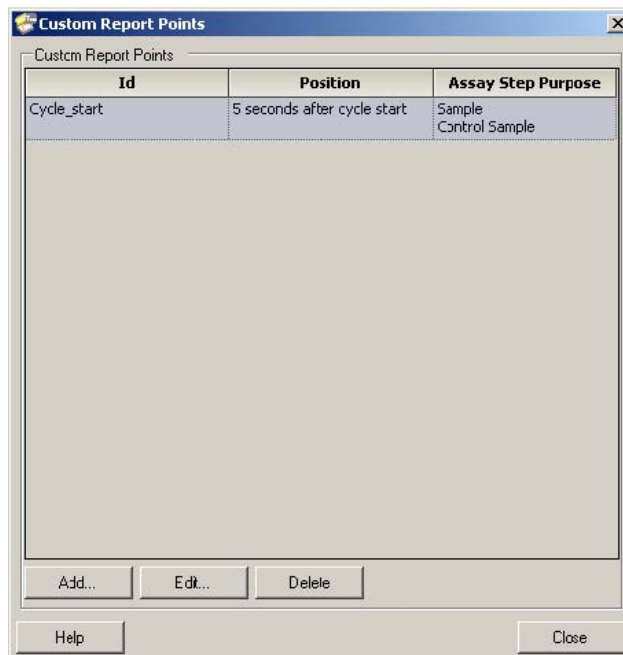 Custom Report Points
Custom Report Points
Id Position Assay Step Purpose
Cycle_start 5 seconds after cycle start Sample
Control Sample
Add... Edit... Delete
Help Close